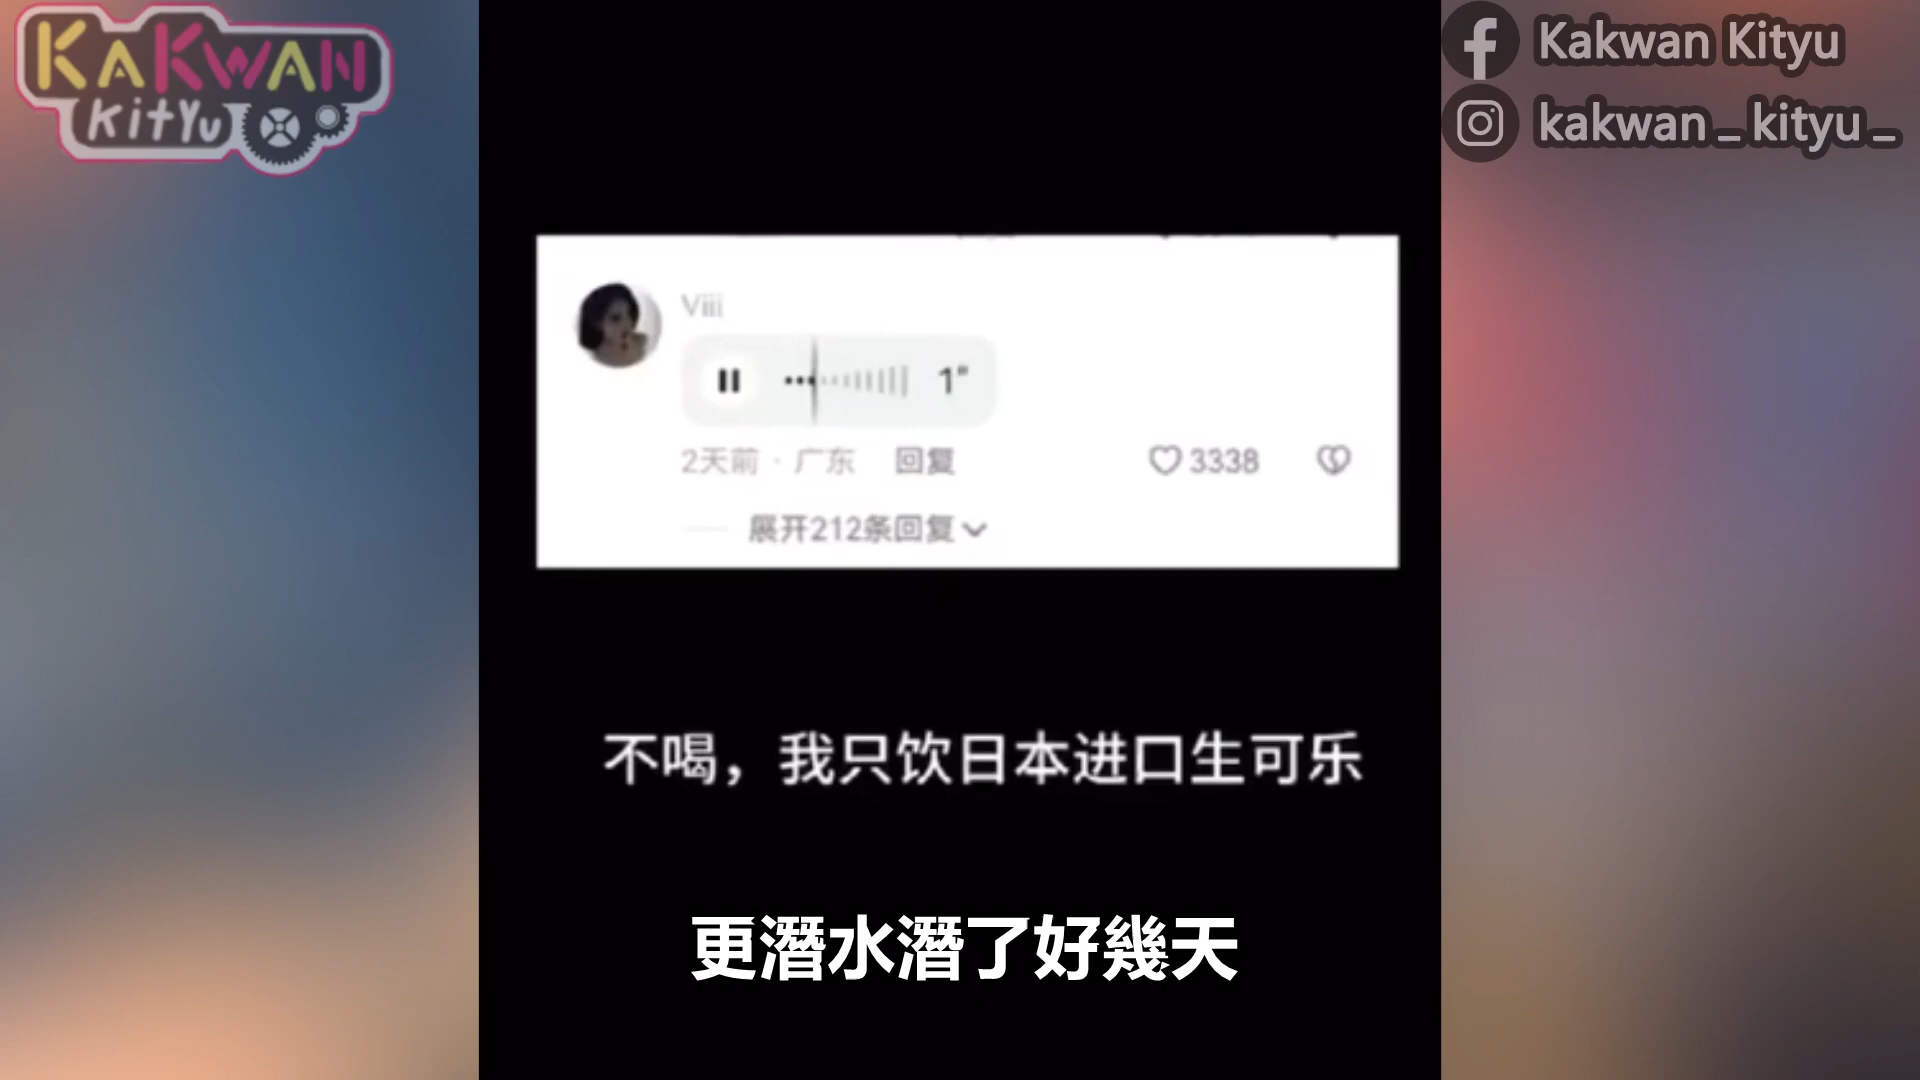 KAKWAN
KitYu
Kakwan Kityu
kakwan_kityu_
Viiii
1"
2天前 · 广东 回复
3338
展开212条回复
不喝，我只饮日本进口生可乐
更潛水潛了好幾天